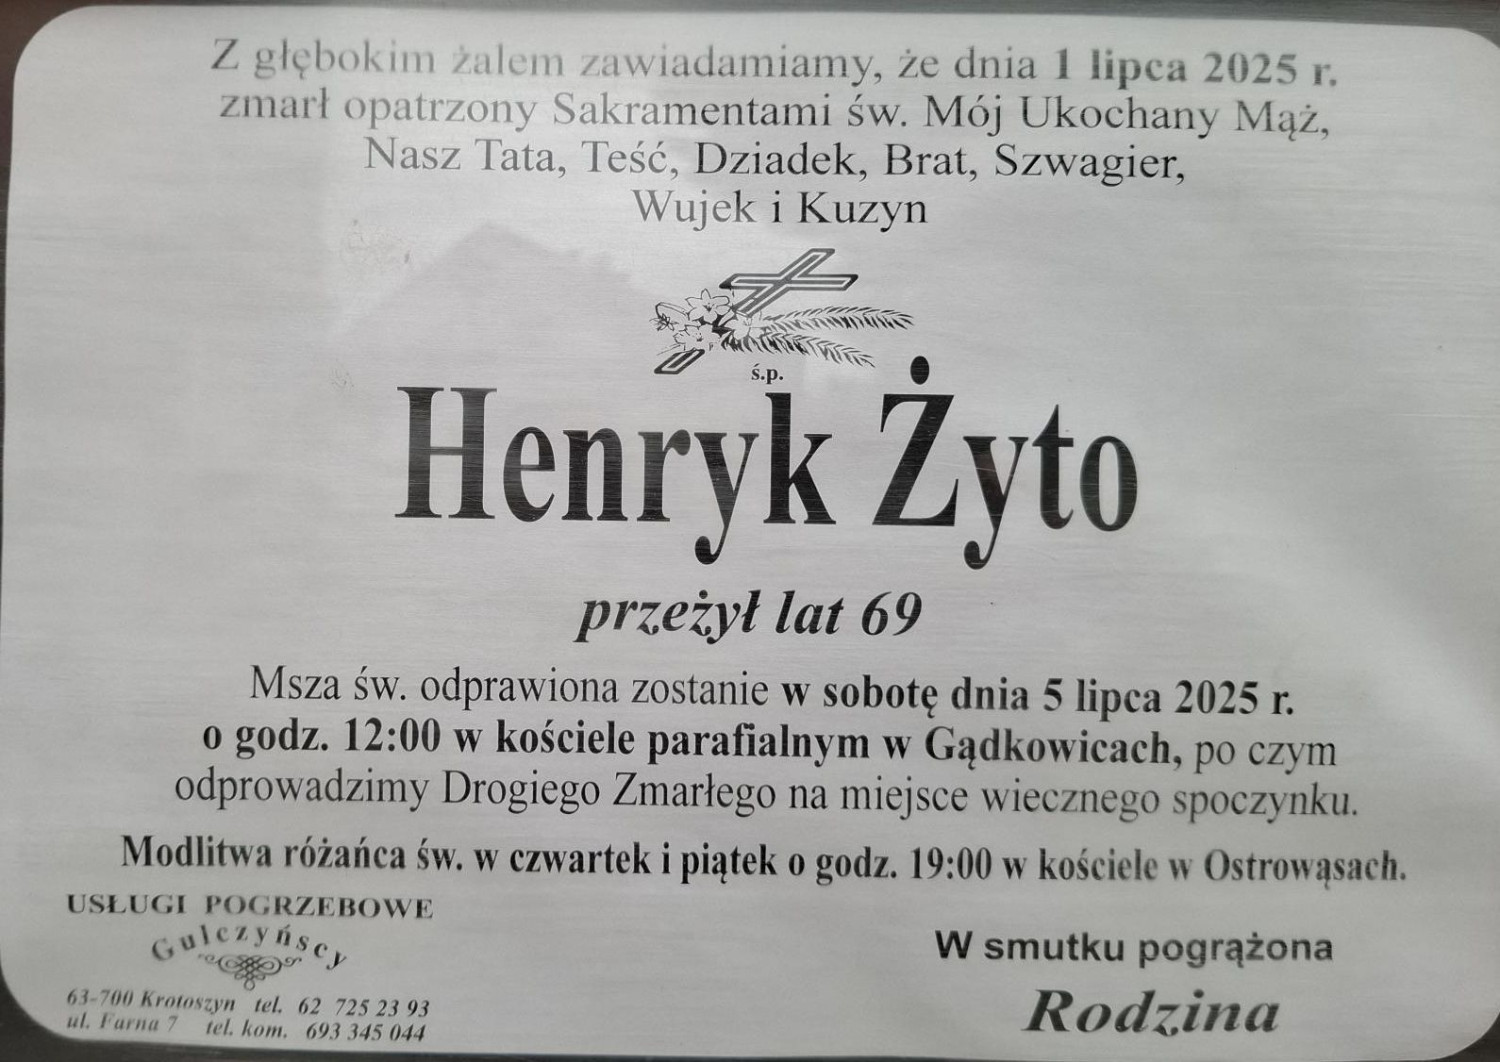 Z głębokim żalem zawiadamiamy, że dnia 1 lipca 2025 r.
zmarł opatrzony Sakramentami św. Mój Ukochany Mąż,
Nasz Tata, Teść, Dziadek, Brat, Szwagier,
Wujek i Kuzyn
ś.p.
Henryk Żyto
przeżył lat 69
Msza św. odprawiona zostanie w sobotę dnia 5 lipca 2025 r.
o godz. 12:00 w kościele parafialnym w Gądkowicach, po czym
odprowadzimy Drogiego Zmarłego na miejsce wiecznego spoczynku.
Modlitwa różańca św. w czwartek i piątek o godz. 19:00 w kościele w Ostrowąsach.
USŁUGI POGRZEBOWE
Gulczyńscy
63-700 Krotoszyn tel. 62 725 23 93
ul. Farna 7 tel. kom. 693 345 044
W smutku pogrążona
Rodzina